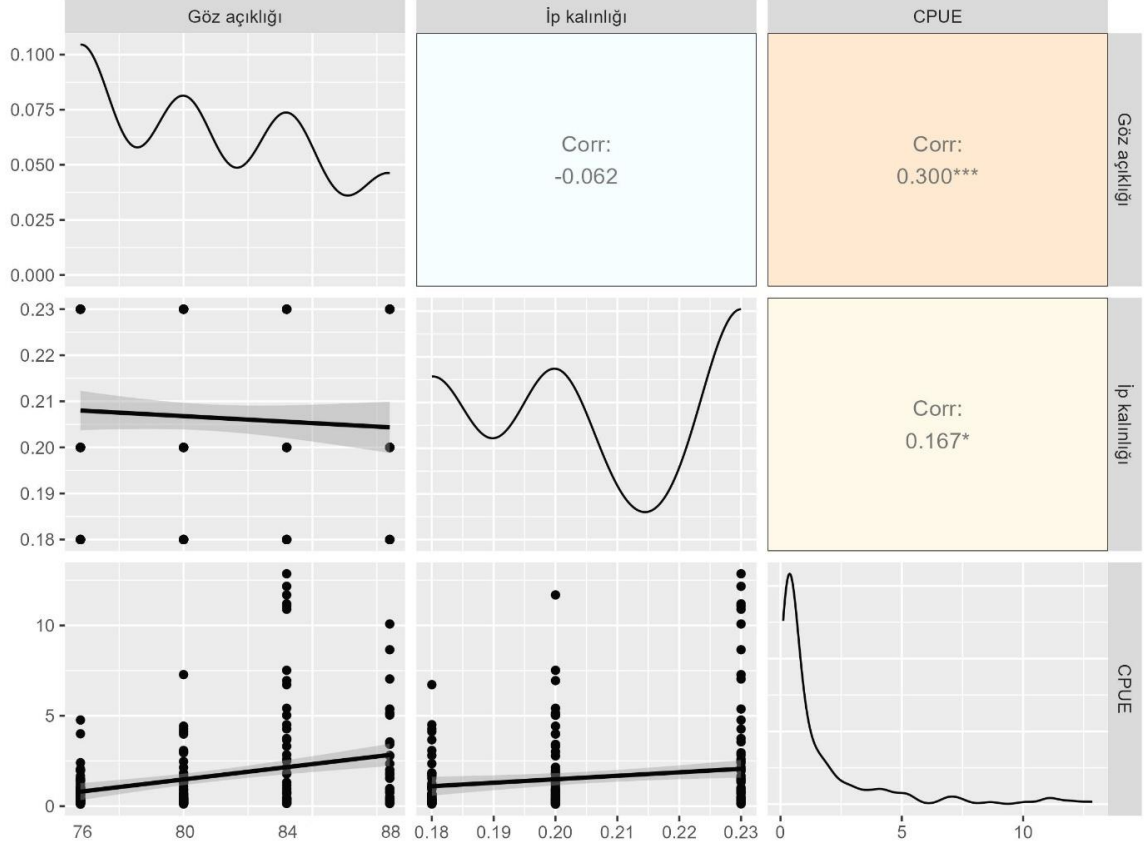 Göz açıklığı
İp kalınlığı
CPUE
0.100
0.075
0.050
0.025
0.000
Corr:
-0.062
Corr:
0.300***
Göz açıklığı
0.23
0.22
0.21
0.20
0.19
0.18
Corr:
0.167*
İp kalınlığı
10
5
0
CPUE
76 80 84 88
0.18 0.19 0.20 0.21 0.22 0.23
0 5 10